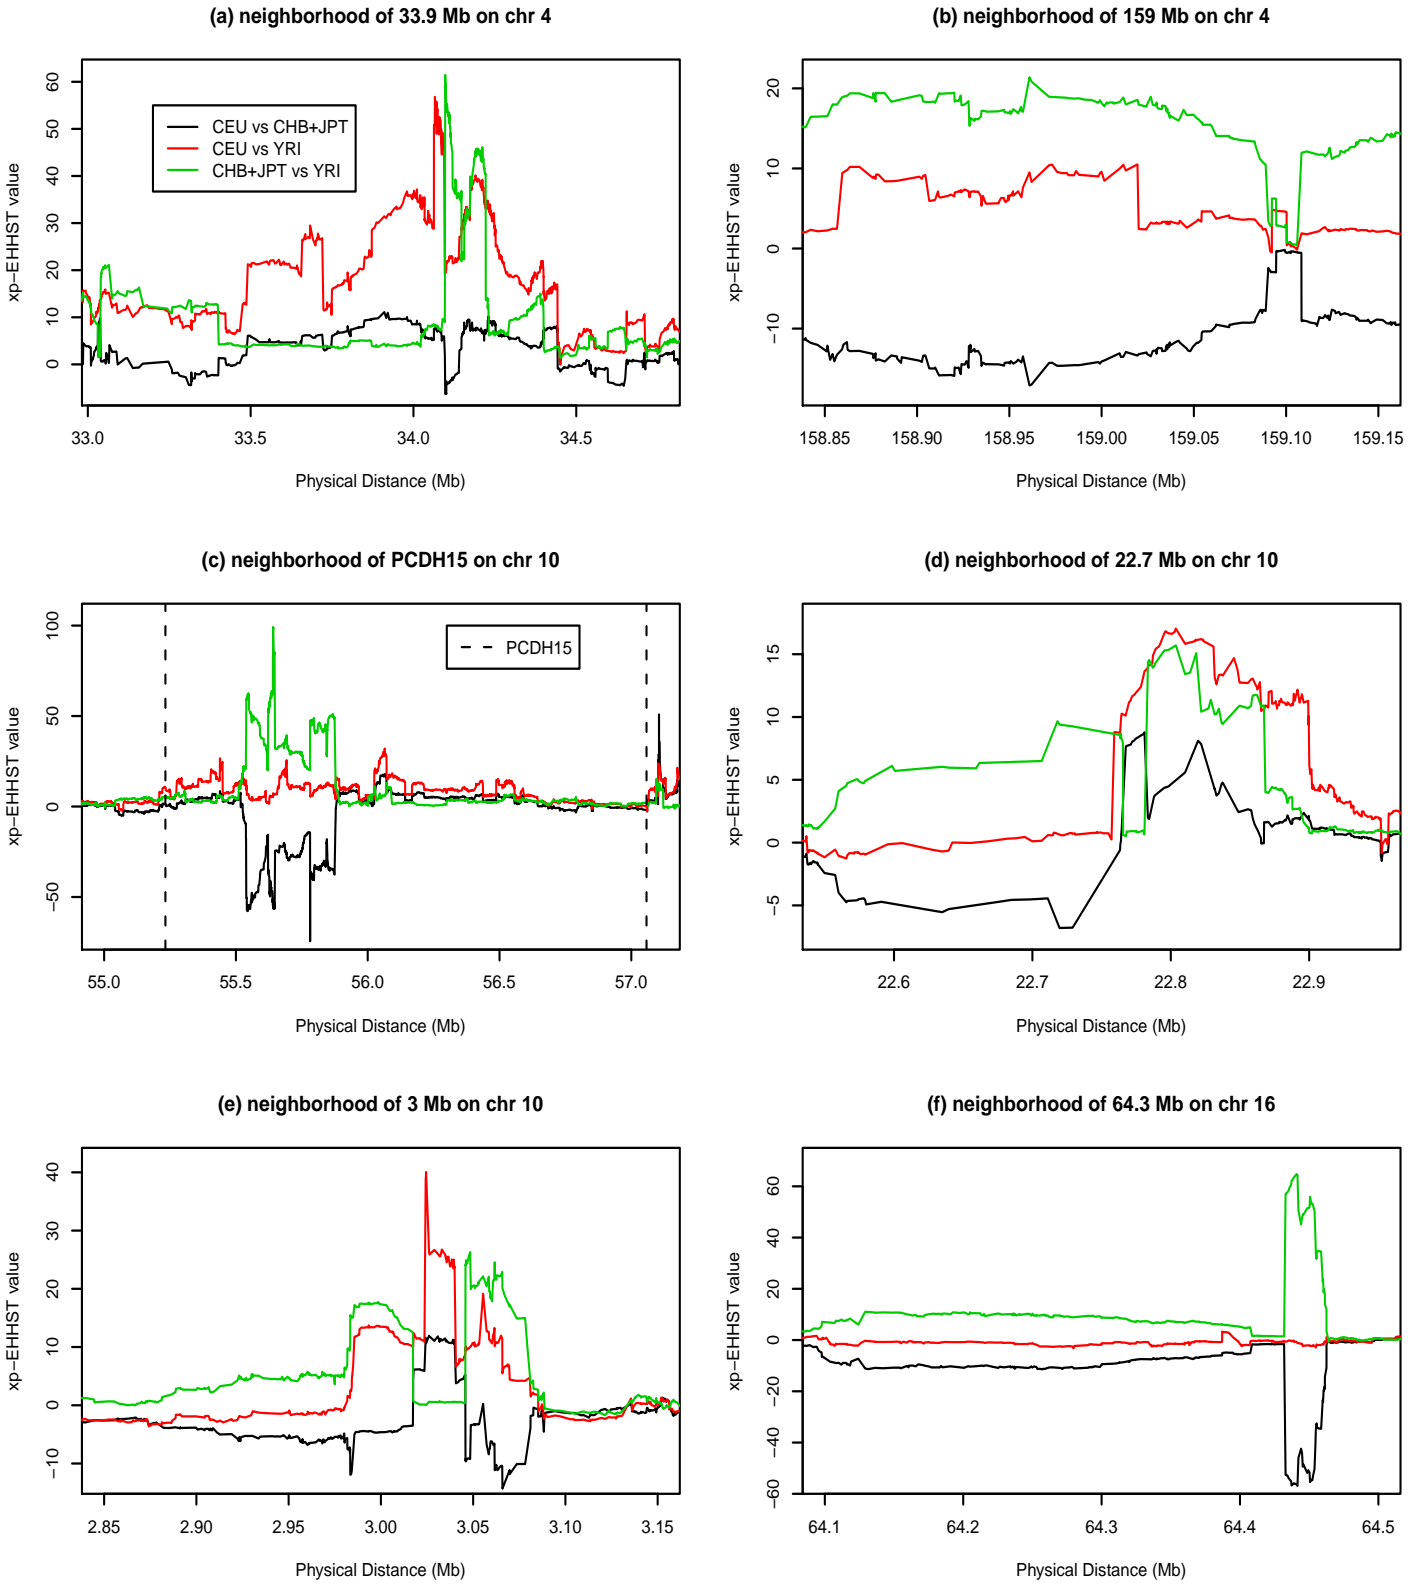 (a) neighborhood of 33.9 Mb on chr 4
xp−EHHST value
60
50
40
30
20
10
0
CEU vs CHB+JPT
CEU vs YRI
CHB+JPT vs YRI
33.0 33.5 34.0 34.5
Physical Distance (Mb)
(b) neighborhood of 159 Mb on chr 4
xp−EHHST value
20
10
0
−10
158.85 158.90 158.95 159.00 159.05 159.10 159.15
Physical Distance (Mb)
(c) neighborhood of PCDH15 on chr 10
xp−EHHST value
100
50
0
−50
PCDH15
55.0 55.5 56.0 56.5 57.0
Physical Distance (Mb)
(d) neighborhood of 22.7 Mb on chr 10
xp−EHHST value
15
10
5
0
−5
22.6 22.7 22.8 22.9
Physical Distance (Mb)
(e) neighborhood of 3 Mb on chr 10
xp−EHHST value
40
30
20
10
0
−10
2.85 2.90 2.95 3.00 3.05 3.10 3.15
Physical Distance (Mb)
(f) neighborhood of 64.3 Mb on chr 16
xp−EHHST value
60
40
20
0
−20
−40
−60
64.1 64.2 64.3 64.4 64.5
Physical Distance (Mb)